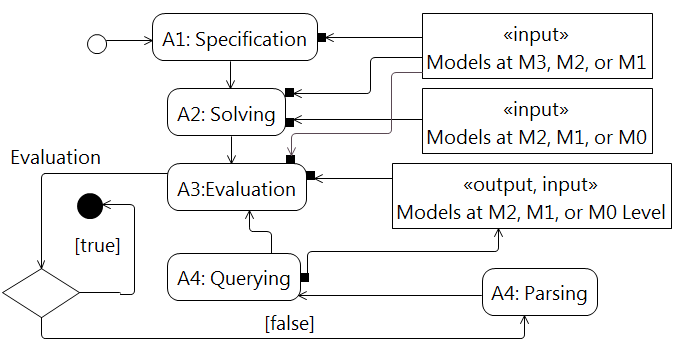 A1: Specification
«input»
Models at M3, M2, or M1
A2: Solving
«input»
Models at M2, M1, or M0
Evaluation
A3:Evaluation
«output, input»
Models at M2, M1, or M0 Level
[true]
A4: Querying
A4: Parsing
[false]